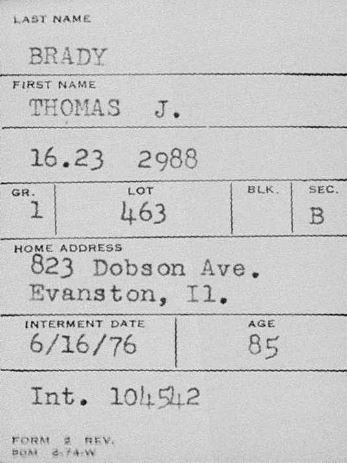 LAST NAME
BRADY
FIRST NAME
THOMAS J.
16.23 2988
GR. LOT BLK. SEC.
1 463 B
HOME ADDRESS
823 Dobson Ave.
Evanston, Il.
INTERMENT DATE AGE
6/16/76 85
Int. 104542
FORM 2 REV.